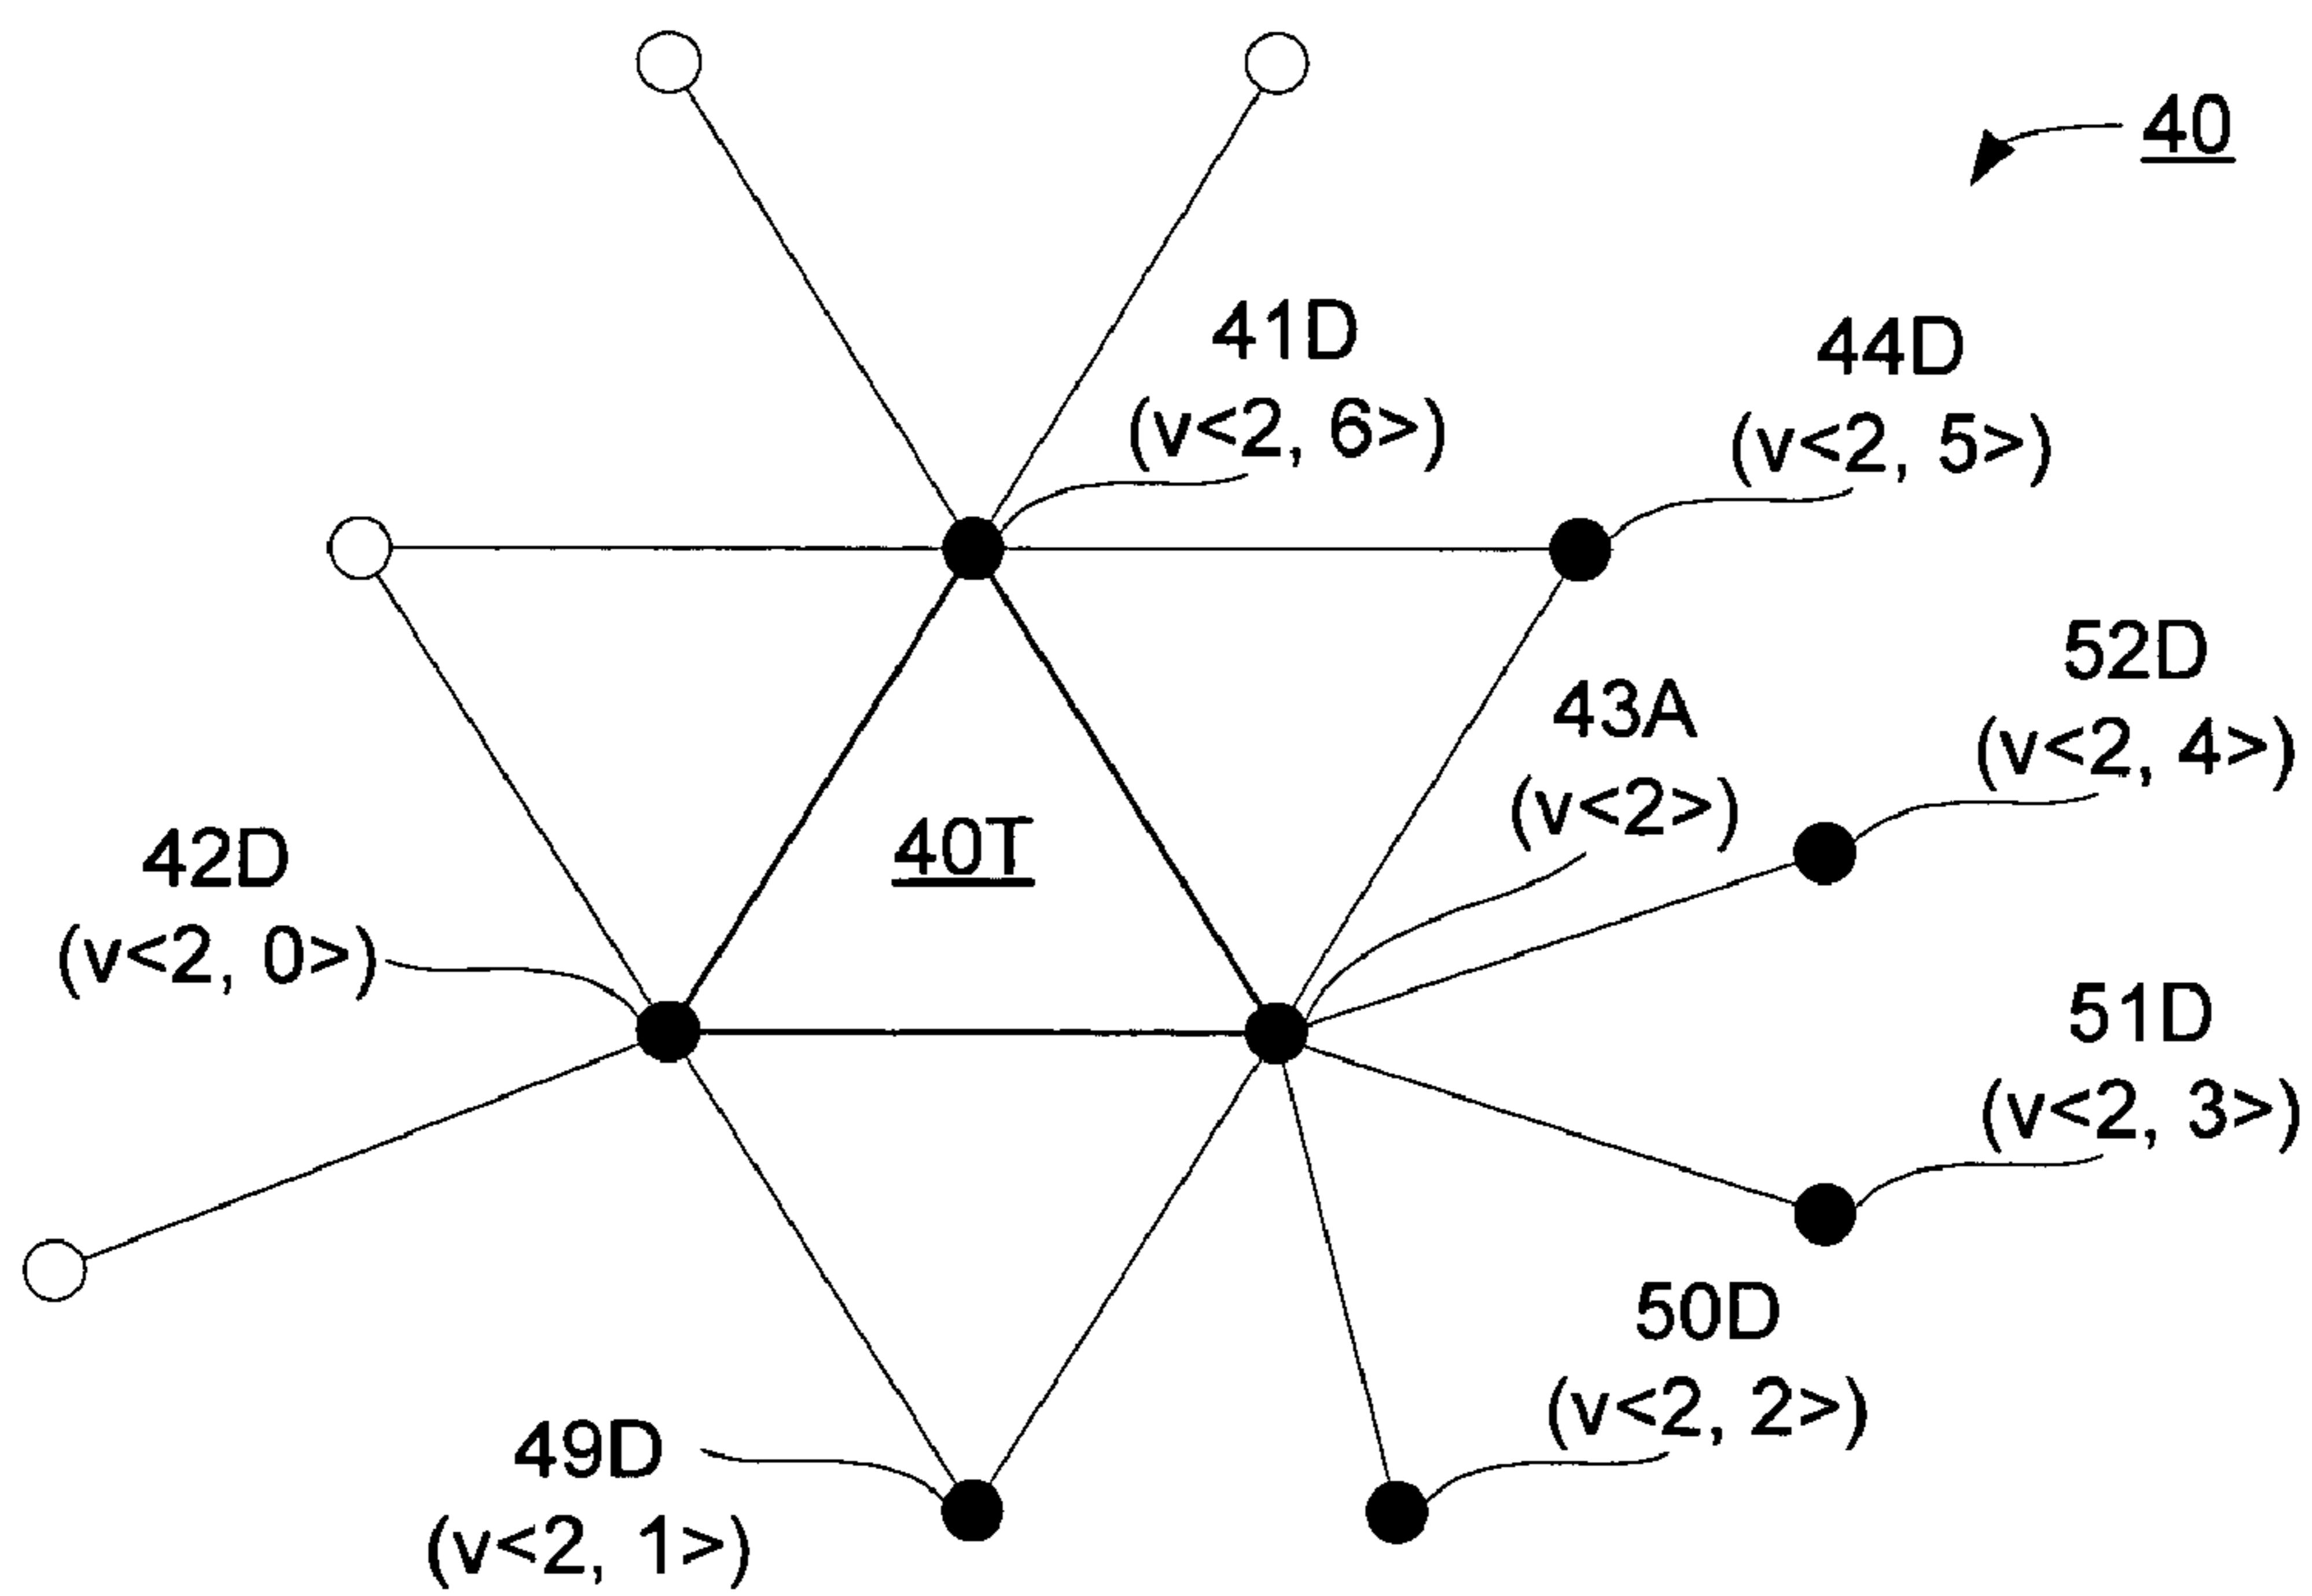 40
41D
(v<2, 6>)
44D
(v<2, 5>)
52D
(v<2, 4>)
43A
(v<2>)
40T
42D
(v<2, 0>)
51D
(v<2, 3>)
50D
(v<2, 2>)
49D
(v<2, 1>)